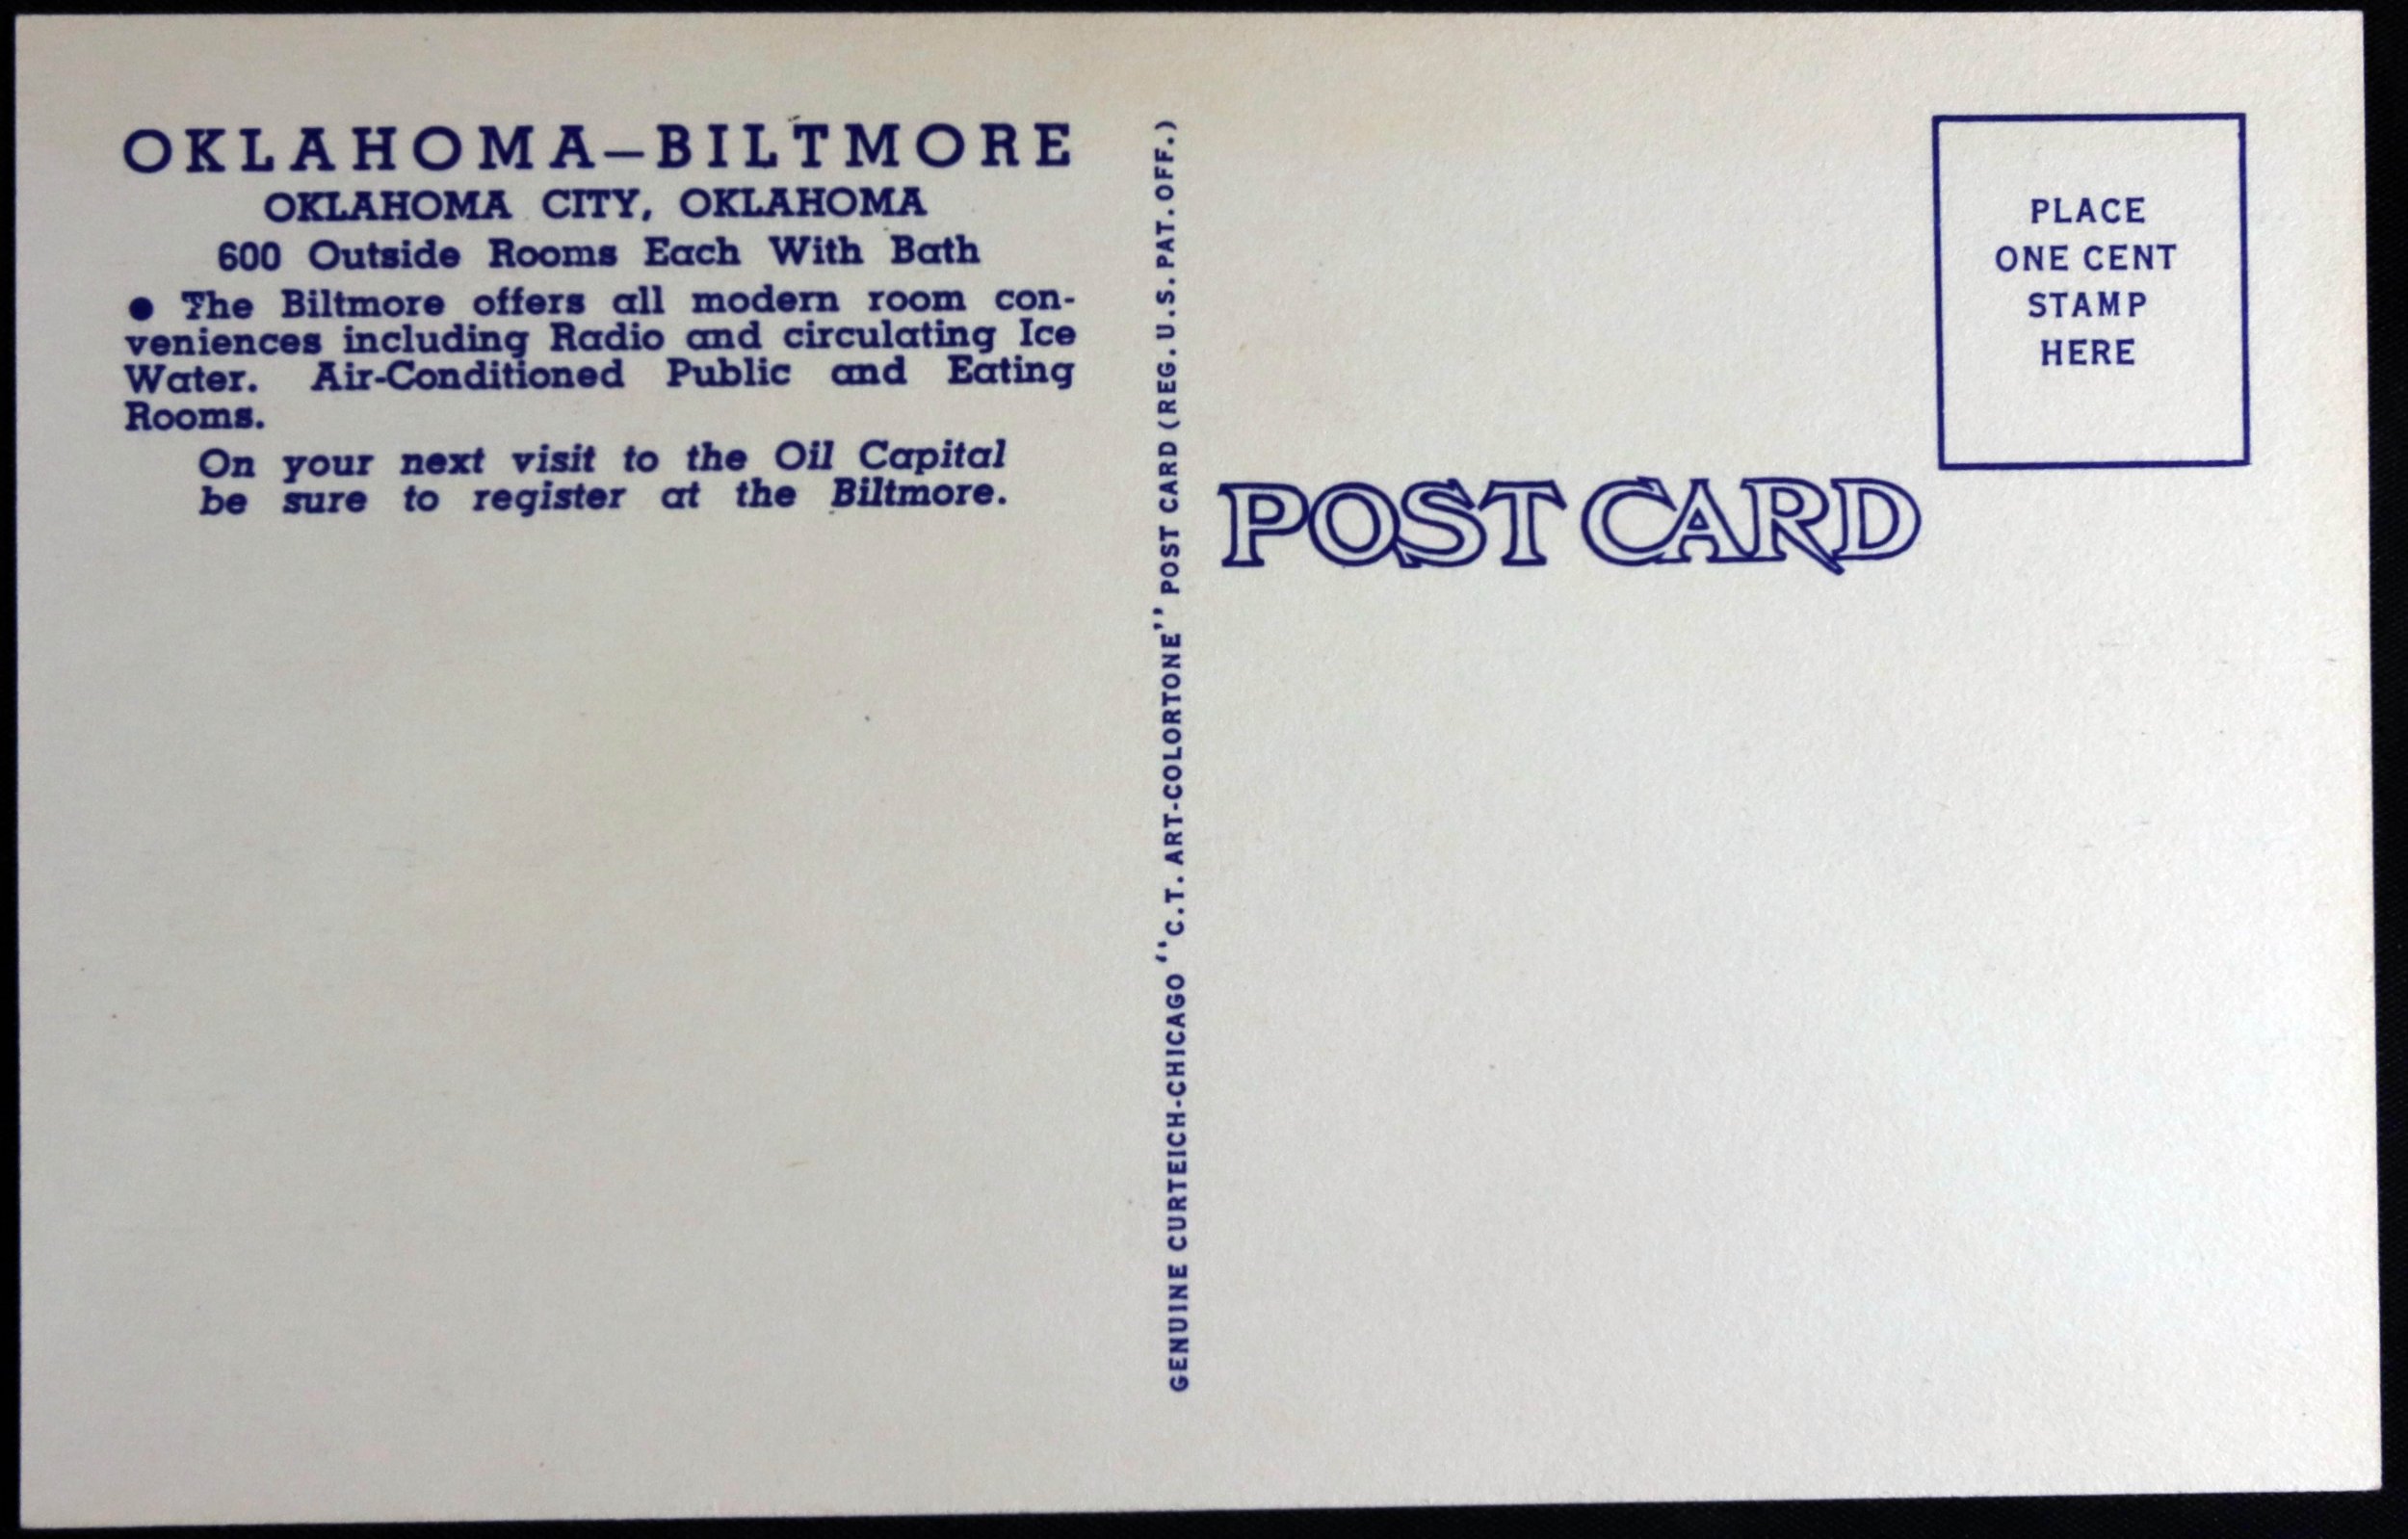 OKLAHOMA—BILTMORE
OKLAHOMA CITY, OKLAHOMA
600 Outside Rooms Each With Bath
● The Biltmore offers all modern room con-
veniences including Radio and circulating Ice
Water. Air-Conditioned Public and Eating
Rooms.
On your next visit to the Oil Capital
be sure to register at the Biltmore.
GENUINE CURTEICH-CHICAGO "C.T. ART-COLORTONE" POST CARD (REG. U.S. PAT. OFF.)
POST CARD
PLACE
ONE CENT
STAMP
HERE